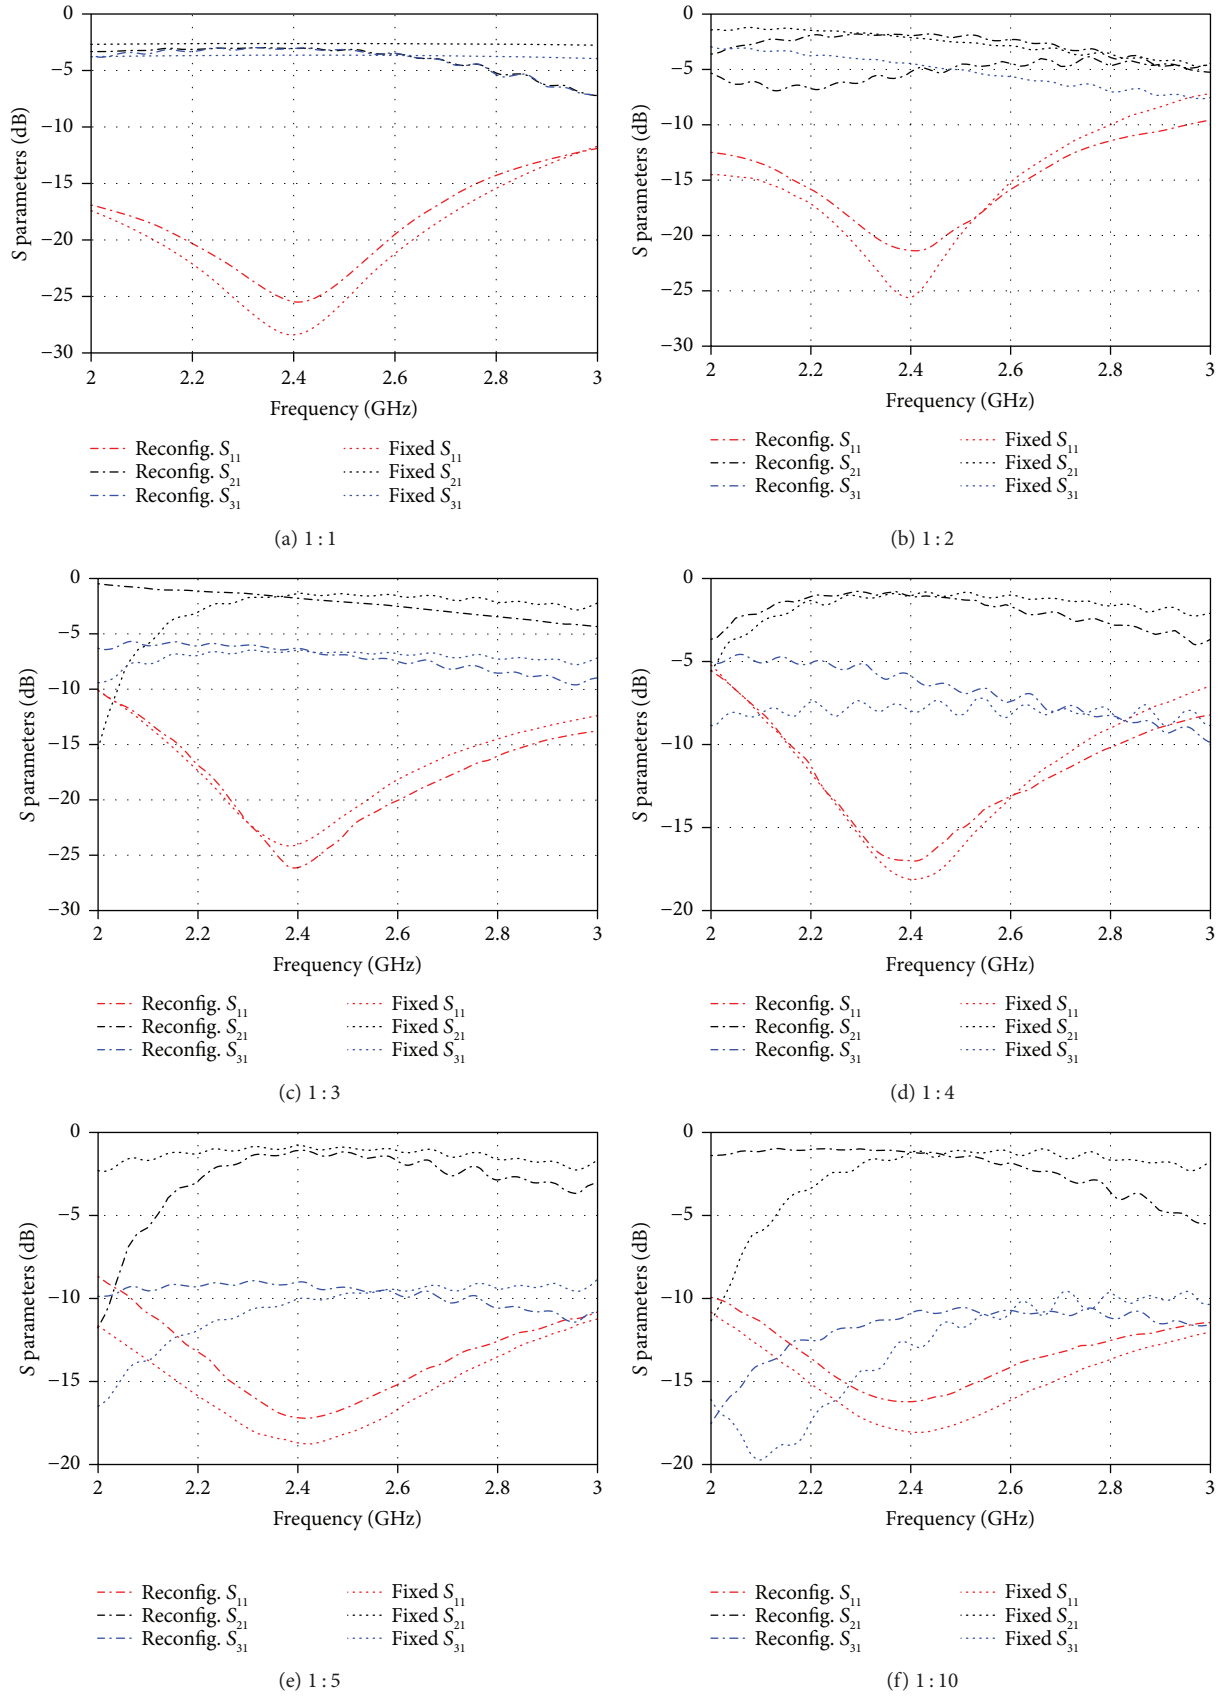 0
−5
−10
−15
−20
−25
−30
S parameters (dB)
2 2.2 2.4 2.6 2.8 3
Frequency (GHz)
Reconfig. S11 Fixed S11
Reconfig. S21 Fixed S21
Reconfig. S31 Fixed S31
(a) 1 : 1
0
−5
−10
−15
−20
−25
−30
S parameters (dB)
2 2.2 2.4 2.6 2.8 3
Frequency (GHz)
Reconfig. S11 Fixed S11
Reconfig. S21 Fixed S21
Reconfig. S31 Fixed S31
(b) 1 : 2
0
−5
−10
−15
−20
−25
−30
S parameters (dB)
2 2.2 2.4 2.6 2.8 3
Frequency (GHz)
Reconfig. S11 Fixed S11
Reconfig. S21 Fixed S21
Reconfig. S31 Fixed S31
(c) 1 : 3
0
−5
−10
−15
−20
S parameters (dB)
2 2.2 2.4 2.6 2.8 3
Frequency (GHz)
Reconfig. S11 Fixed S11
Reconfig. S21 Fixed S21
Reconfig. S31 Fixed S31
(d) 1 : 4
0
−5
−10
−15
−20
S parameters (dB)
2 2.2 2.4 2.6 2.8 3
Frequency (GHz)
Reconfig. S11 Fixed S11
Reconfig. S21 Fixed S21
Reconfig. S31 Fixed S31
(e) 1 : 5
0
−5
−10
−15
−20
S parameters (dB)
2 2.2 2.4 2.6 2.8 3
Frequency (GHz)
Reconfig. S11 Fixed S11
Reconfig. S21 Fixed S21
Reconfig. S31 Fixed S31
(f) 1 : 10